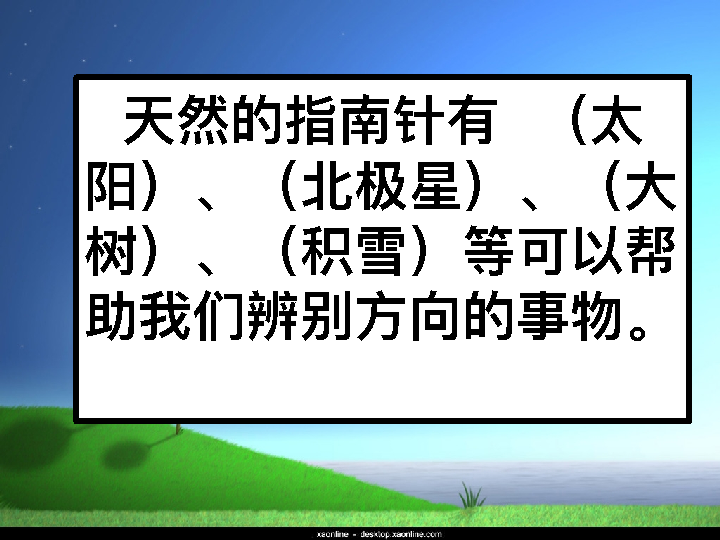 天然的指南针有 （太
阳）、（北极星）、（大
树）、（积雪）等可以帮
助我们辨别方向的事物。
xaonline - desktop.xaonline.com